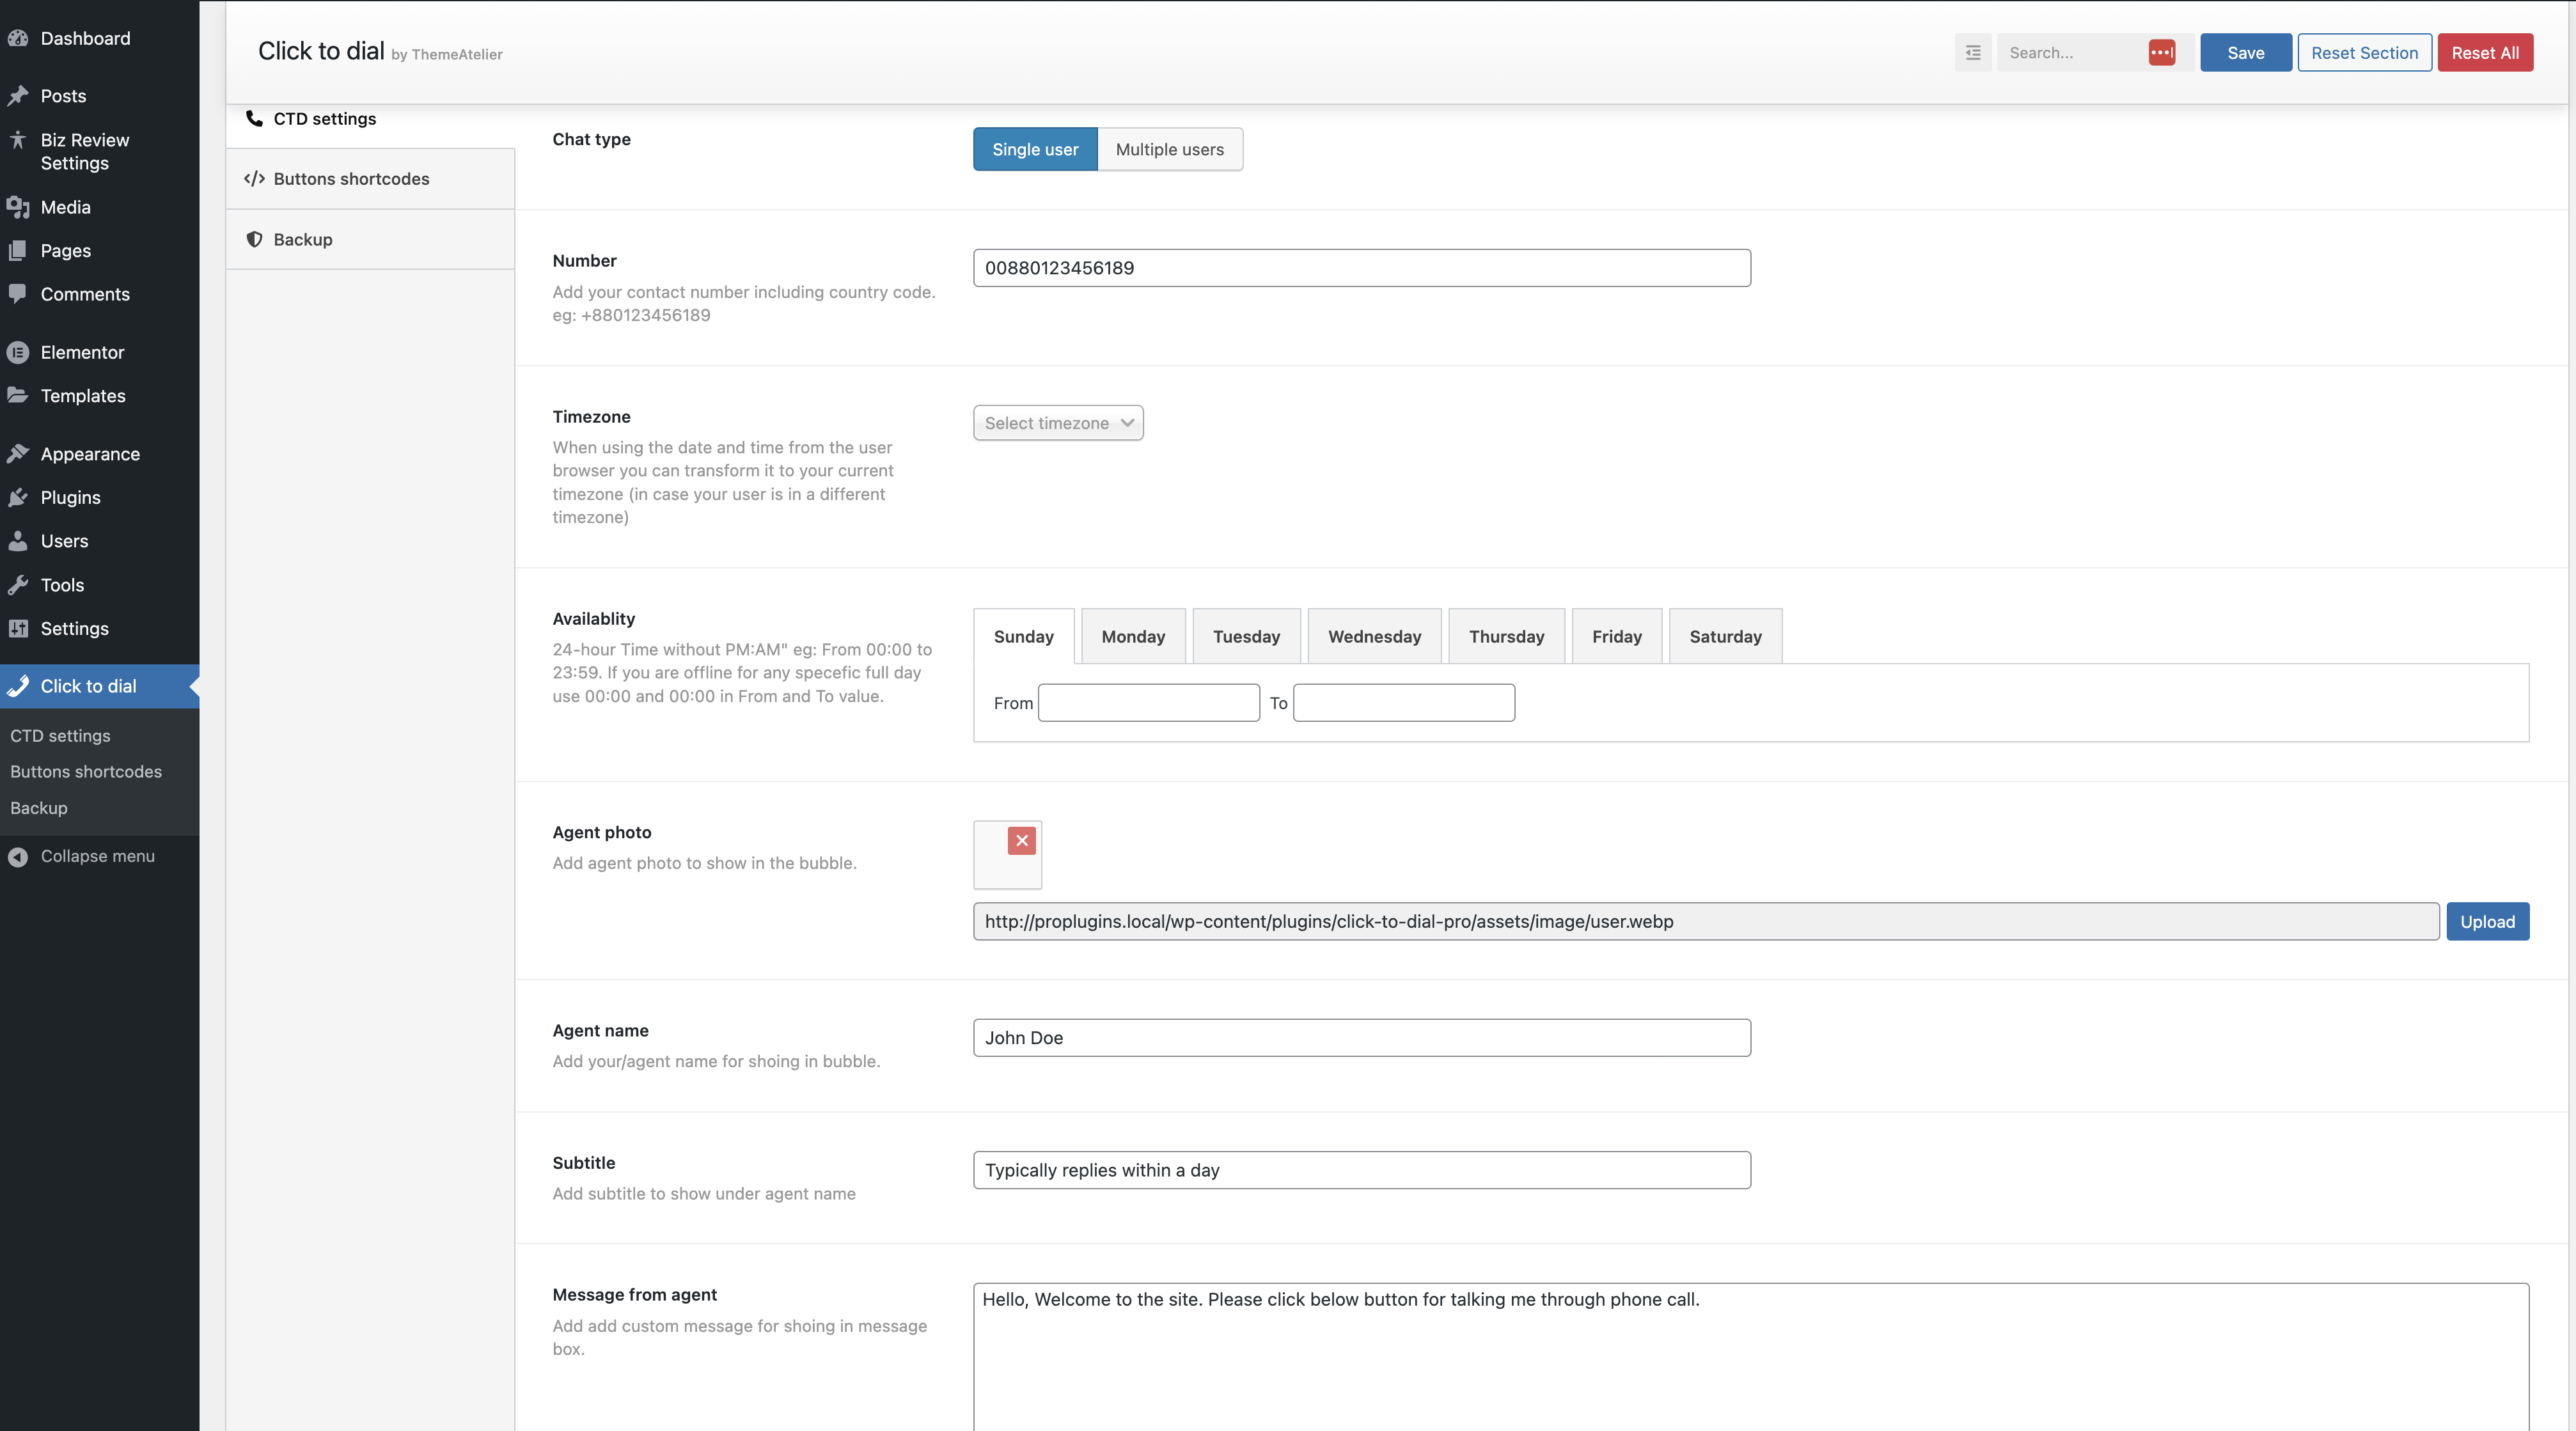 Dashboard
Posts
Biz Review
Settings
Media
Pages
Comments
Elementor
Templates
Appearance
Plugins
Users
Tools
Settings
Click to dial
CTD settings
Buttons shortcodes
Backup
Collapse menu
Click to dial by ThemeAtelier
Search...
Save
Reset Section
Reset All
CTD settings
Buttons shortcodes
Backup
Chat type
Single user
Multiple users
Number
Add your contact number including country code.
eg: +880123456189
00880123456189
Timezone
When using the date and time from the user
browser you can transform it to your current
timezone (in case your user is in a different
timezone)
Select timezone
Availablity
24-hour Time without PM:AM" eg: From 00:00 to
23:59. If you are offline for any specefic full day
use 00:00 and 00:00 in From and To value.
Sunday
Monday
Tuesday
Wednesday
Thursday
Friday
Saturday
From
To
Agent photo
Add agent photo to show in the bubble.
http://proplugins.local/wp-content/plugins/click-to-dial-pro/assets/image/user.webp
Upload
Agent name
Add your/agent name for shoing in bubble.
John Doe
Subtitle
Add subtitle to show under agent name
Typically replies within a day
Message from agent
Add add custom message for shoing in message
box.
Hello, Welcome to the site. Please click below button for talking me through phone call.